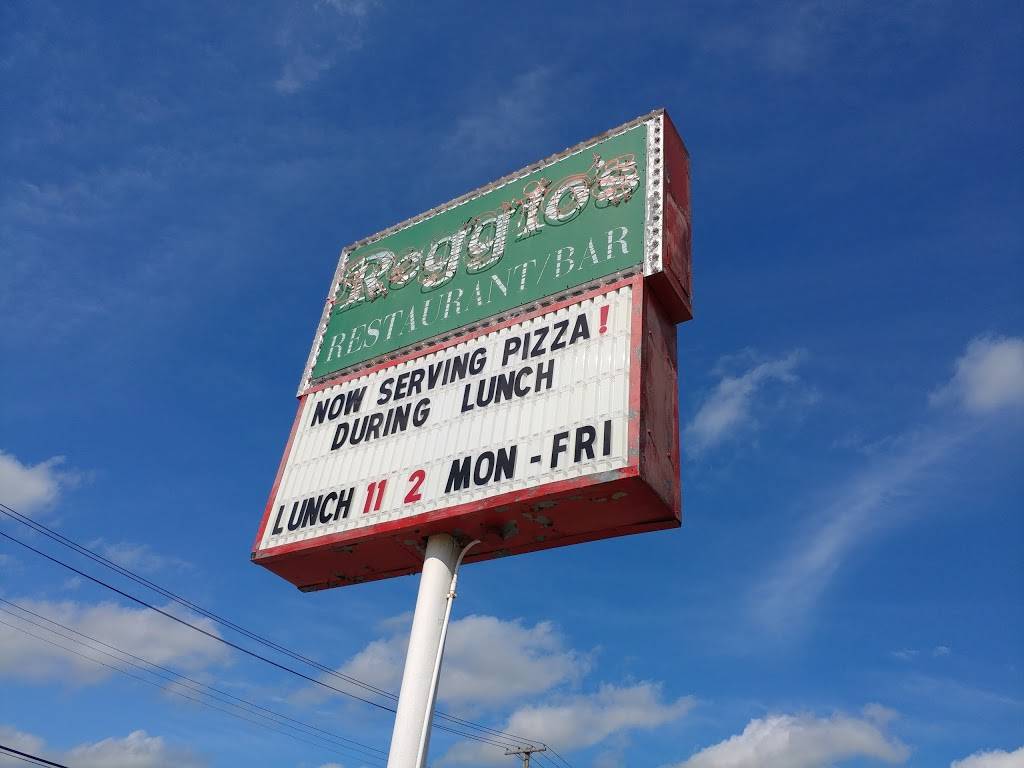 Reggio's
RESTAURANT/BAR
NOW SERVING PIZZA!
DURING LUNCH
LUNCH 11 2 MON-FRI